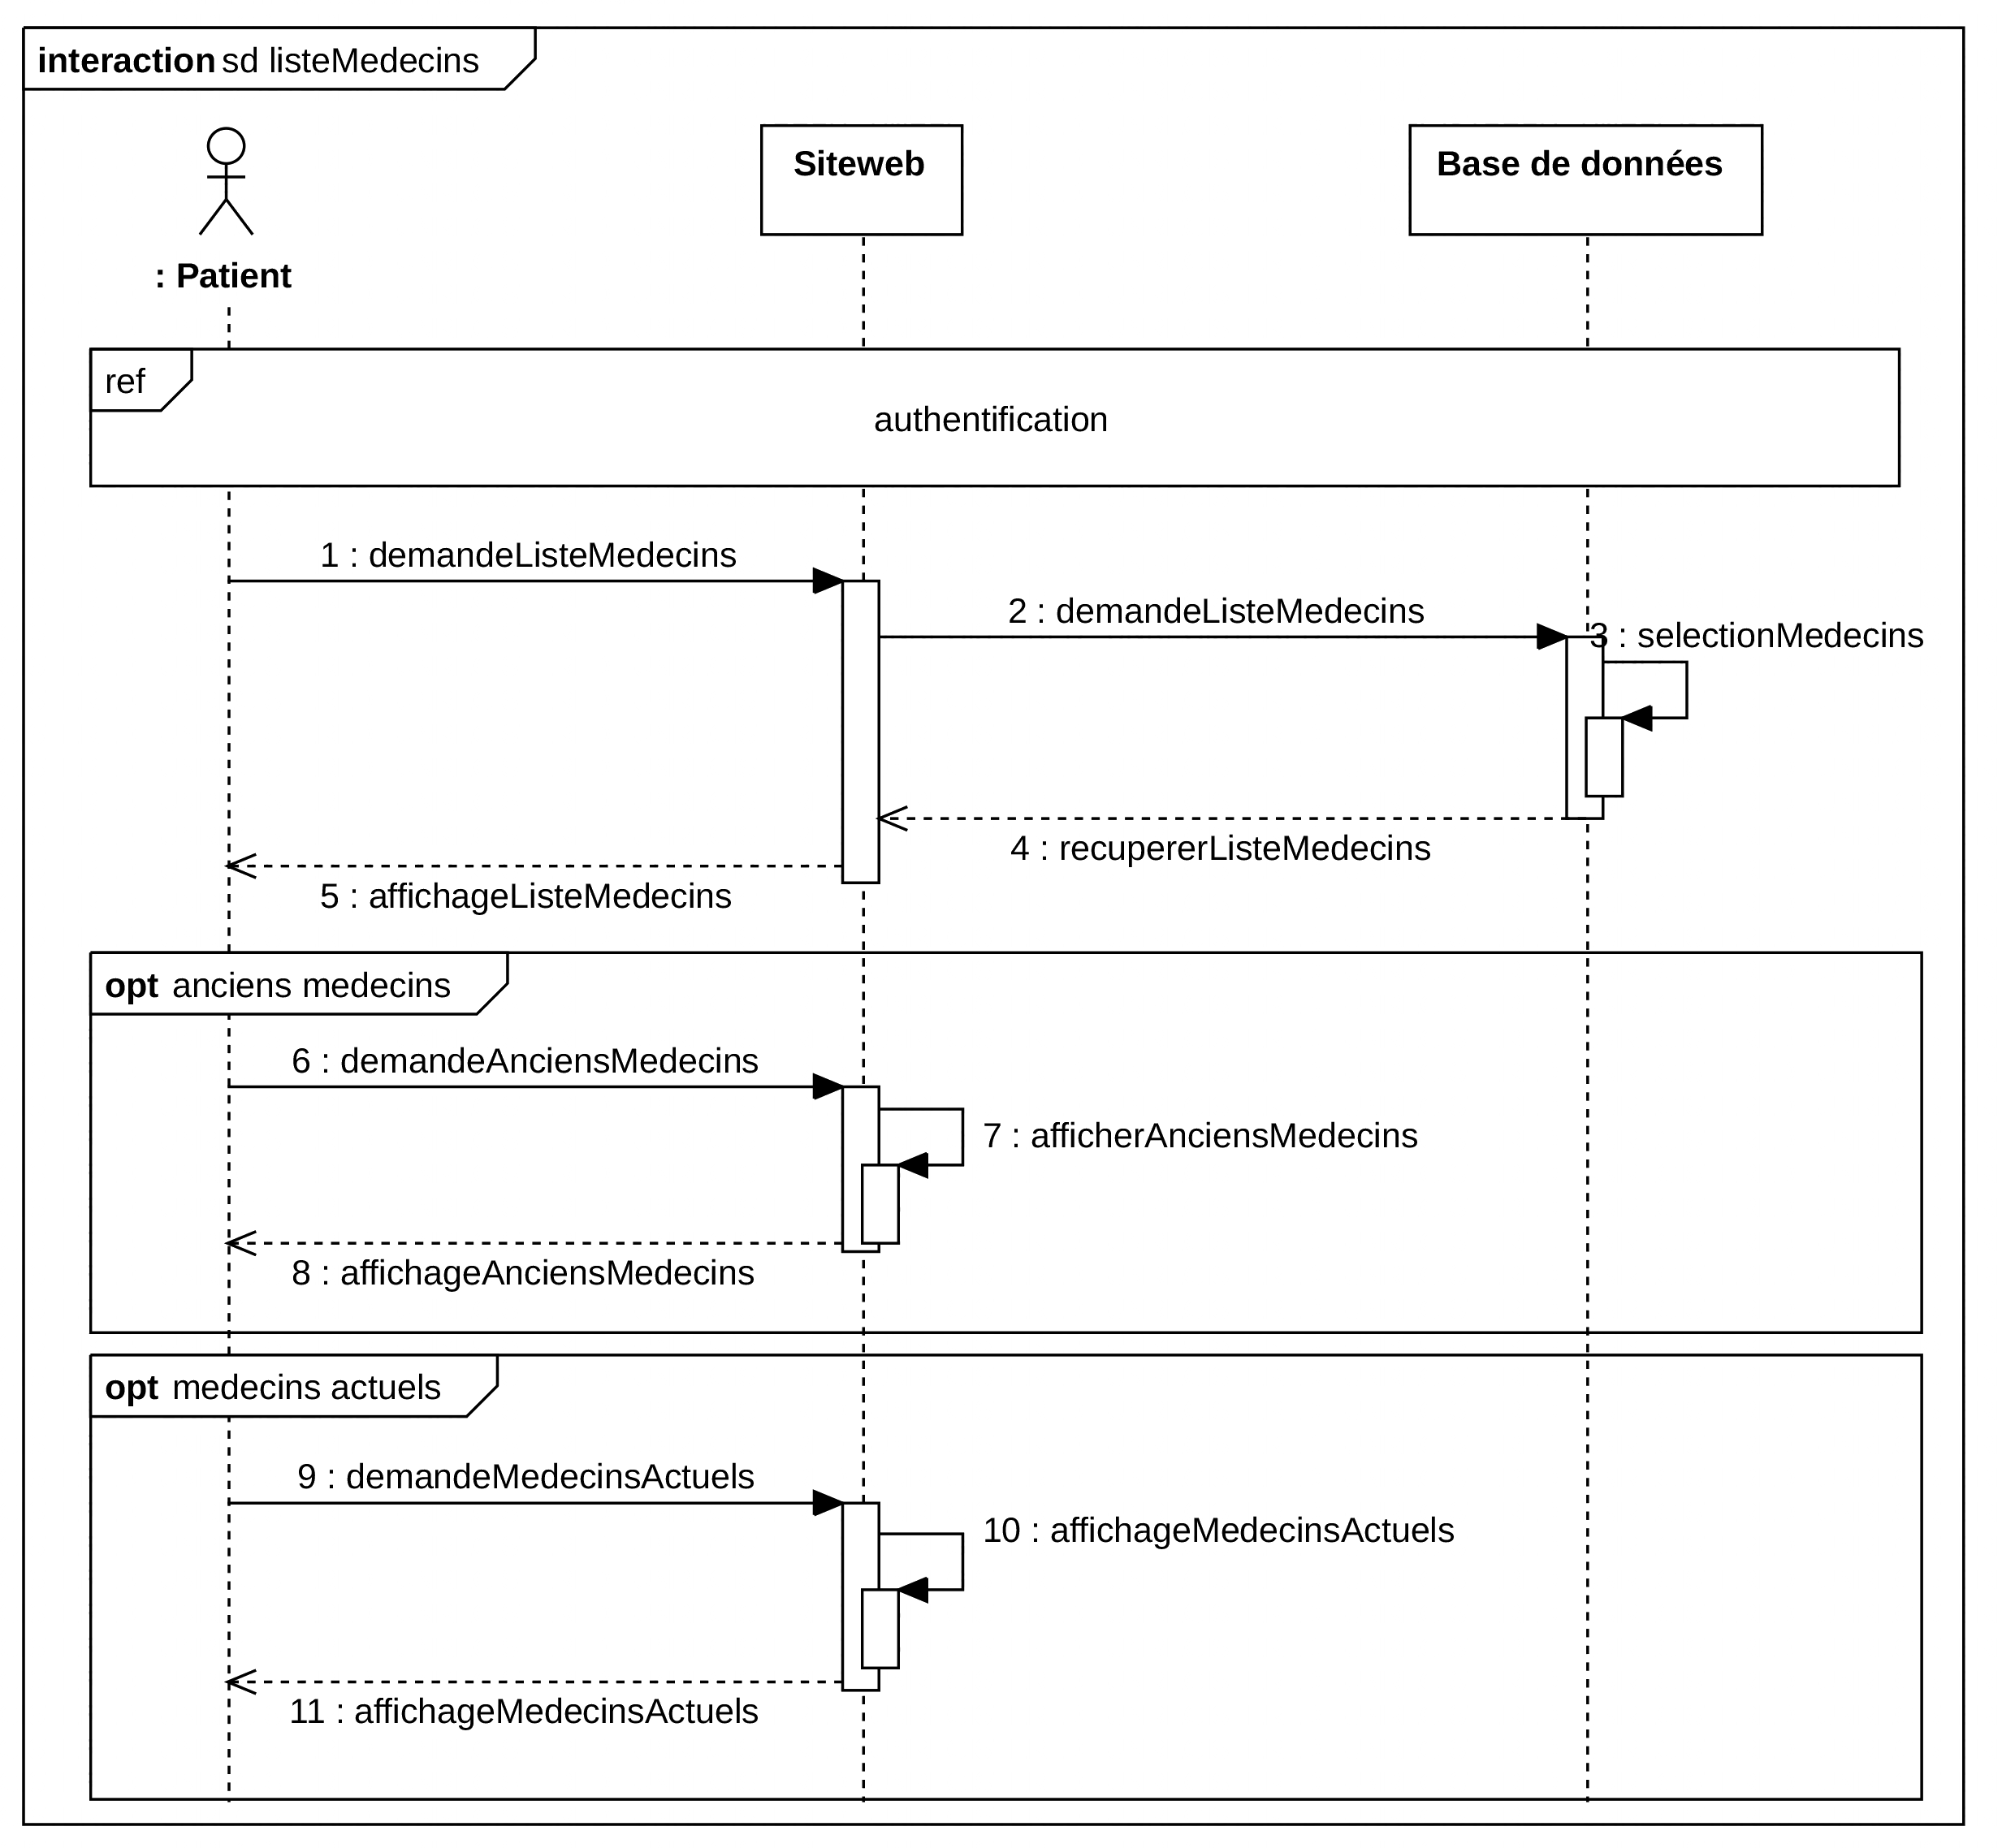 interaction sd listeMedecins
Siteweb
Base de données
: Patient
ref
authentification
1 : demandeListeMedecins
2 : demandeListeMedecins
3 : selectionMedecins
4 : recupererListeMedecins
5 : affichageListeMedecins
opt anciens medecins
6 : demandeAnciensMedecins
7 : afficherAnciensMedecins
8 : affichageAnciensMedecins
opt medecins actuels
9 : demandeMedecinsActuels
10 : affichageMedecinsActuels
11 : affichageMedecinsActuels